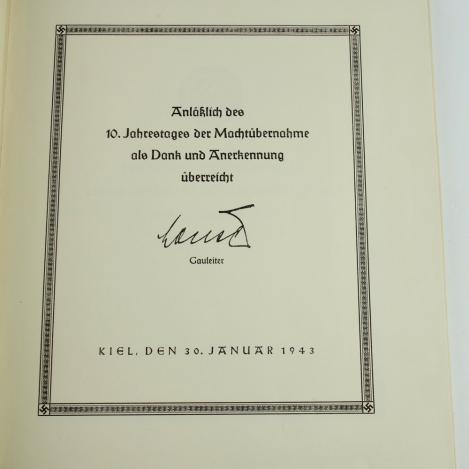 Anläßlich des
10. Jahrestages der Machtübernahme
als Dank und Anerkennung
überreicht
Gauleiter
KIEL, DEN 30. JANUAR 1943